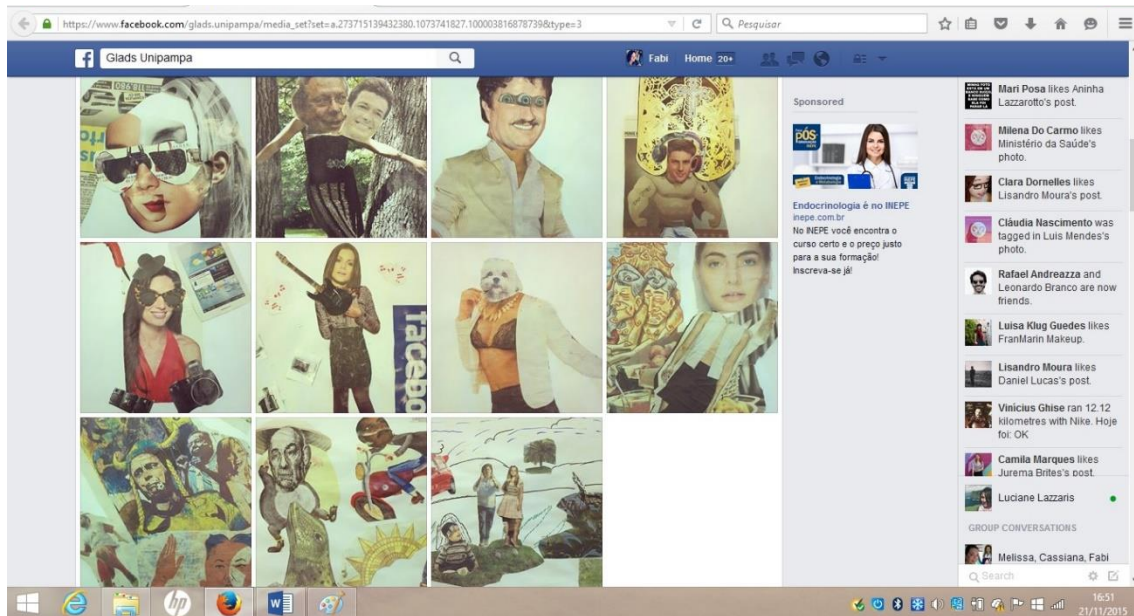 https://www.facebook.com/glads.unipampa/media_set?set=a.273715139432380.1073741827.100003816878739&type=3
Pesquisar
Glads Unipampa
Fabi
Home 20+
facebo
Sponsored
pós-
Endocrinologia é no INEPE
inepe.com.br
No INEPE você encontra o
curso certo e o preço justo
para a sua formação!
Inscreva-se já!
Mari Posa likes Aninha
Lazzarotto's post.
Milena Do Carmo likes
Ministério da Saúde's
photo.
Clara Dornelles likes
Lisandro Moura's post.
Cláudia Nascimento was
tagged in Luis Mendes's
photo.
Rafael Andreazza and
Leonardo Branco are now
friends.
Luisa Klug Guedes likes
FranMarin Makeup.
Lisandro Moura likes
Daniel Lucas's post.
Vinícius Ghise ran 12.12
kilometres with Nike. Hoje
foi: OK
Camila Marques likes
Jurema Brites's post.
Luciane Lazzaris
GROUP CONVERSATIONS
Melissa, Cassiana, Fabi
Search
hp
16:51
21/11/2015